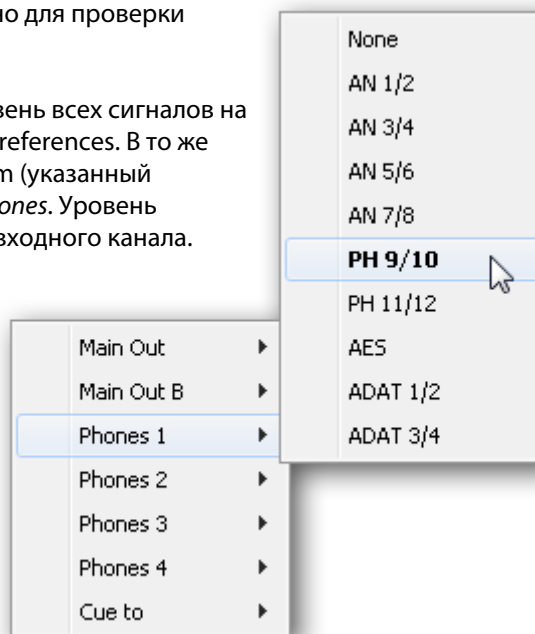 но для проверки
вень всех сигналов на
references. В то же
m (указанный
ones. Уровень
входного канала.
None
AN 1/2
AN 3/4
AN 5/6
AN 7/8
PH 9/10
PH 11/12
AES
ADAT 1/2
ADAT 3/4
Main Out
Main Out B
Phones 1
Phones 2
Phones 3
Phones 4
Cue to